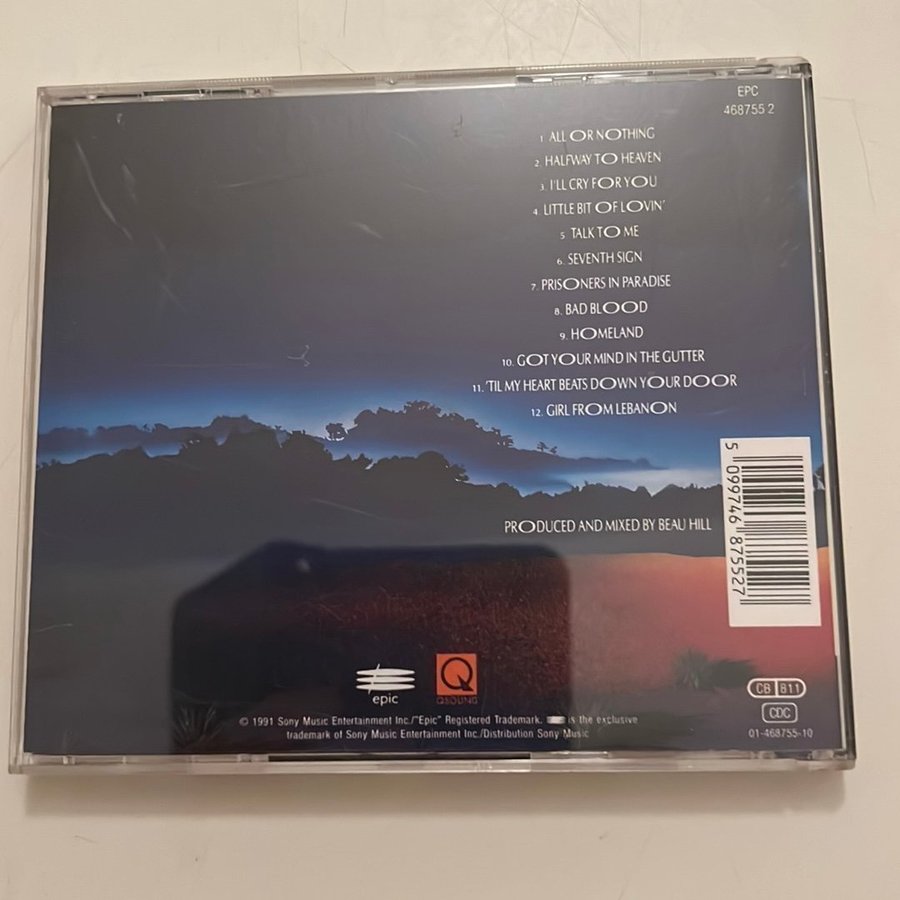 EPC
468755 2
1 ALL OR NOTHING
2. HALFWAY TO HEAVEN
3. I'LL CRY FOR YOU
4. LITTLE BIT OF LOVIN'
5 TALK TO ME
6. SEVENTH SIGN
7. PRISONERS IN PARADISE
8. BAD BLOOD
9. HOMELAND
10. GOT YOUR MIND IN THE GUTTER
11. 'TIL MY HEART BEATS DOWN YOUR DOOR
12. GIRL FROM LEBANON
5 099746 875527
PRODUCED AND MIXED BY BEAU HILL
epic
Q
QSOUND
CB B11
CDC
01-468755-10
© 1991 Sony Music Entertainment Inc./"Epic" Registered Trademark. is the exclusive
trademark of Sony Music Entertainment Inc./Distribution Sony Music